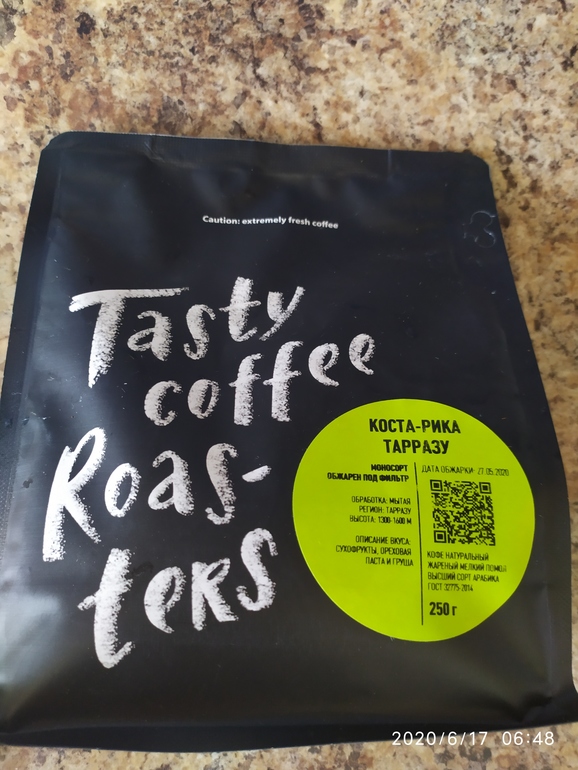 Caution: extremely fresh coffee
Tasty
coffee
Roas-
ters
КОСТА-РИКА
ТАРРАЗУ
МОНОСОРТ
ОБЖАРЕН ПОД ФИЛЬТР
ОБРАБОТКА: МЫТАЯ
РЕГИОН: ТАРРАЗУ
ВЫСОТА: 1300-1600 М
ОПИСАНИЕ ВКУСА:
СУХОФРУКТЫ, ОРЕХОВАЯ
ПАСТА И ГРУША
ДАТА ОБЖАРКИ: 27.05.2020
КОФЕ НАТУРАЛЬНЫЙ
ЖАРЕНЫЙ МЕЛКИЙ ПОМОЛ
ВЫСШИЙ СОРТ АРАБИКА
ГОСТ 32775-2014
250 г
2020/6/17 06:48